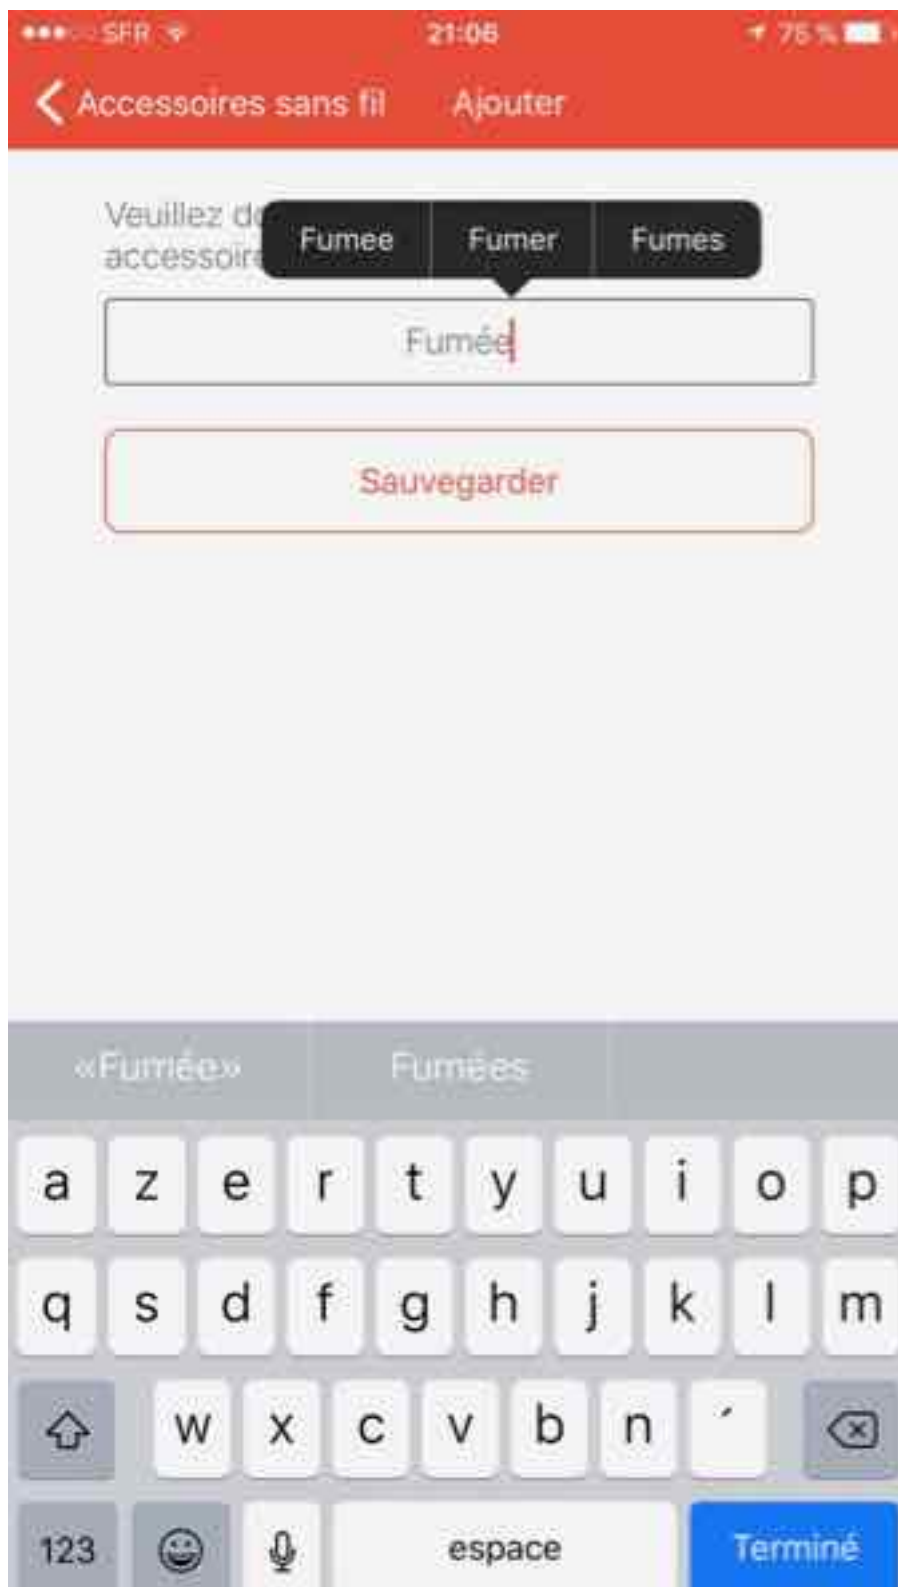 SFR 21:06 76 %
Accessoires sans fil Ajouter
Veuillez
accessoire
Fumee Fumer Fumes
Fumée
Sauvegarder
«Fumée» Fumées
a z e r t y u i o p
q s d f g h j k l m
w x c v b n ´
123 espace Terminé